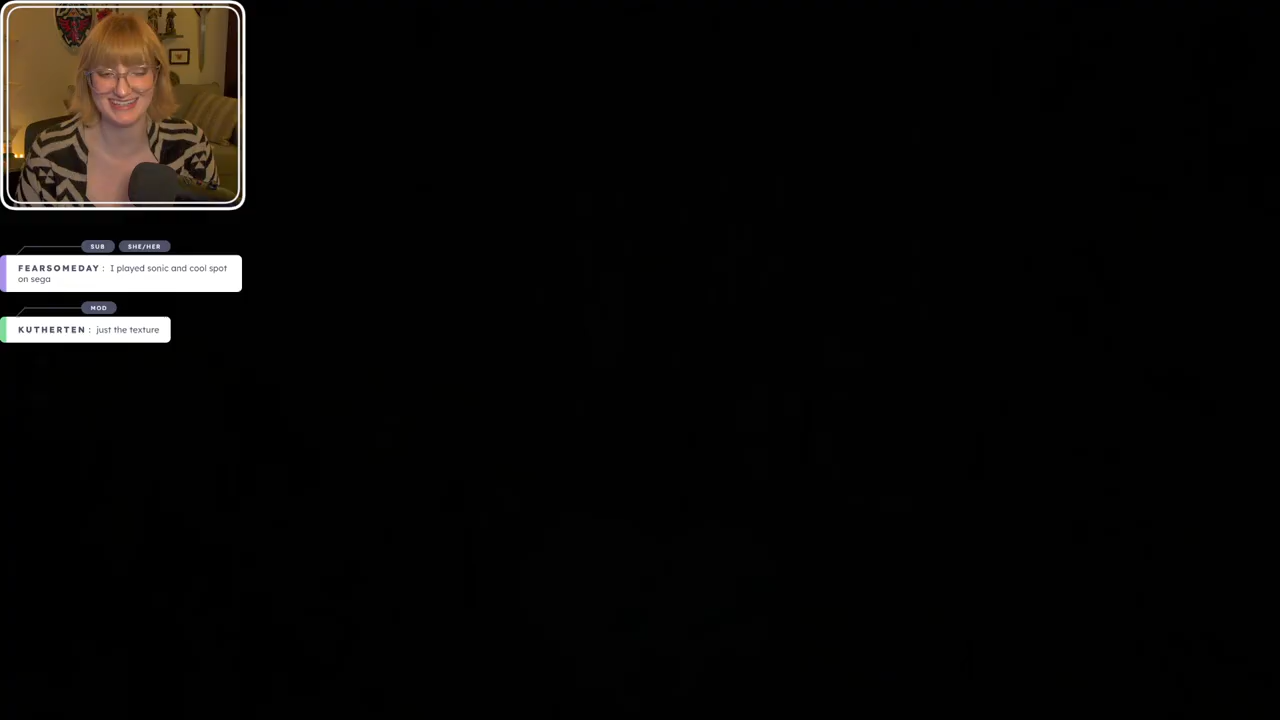 SUB SHE/HER
FEARSOMEDAY : I played sonic and cool spot
on sega
MOD
KUTHERTEN : just the texture